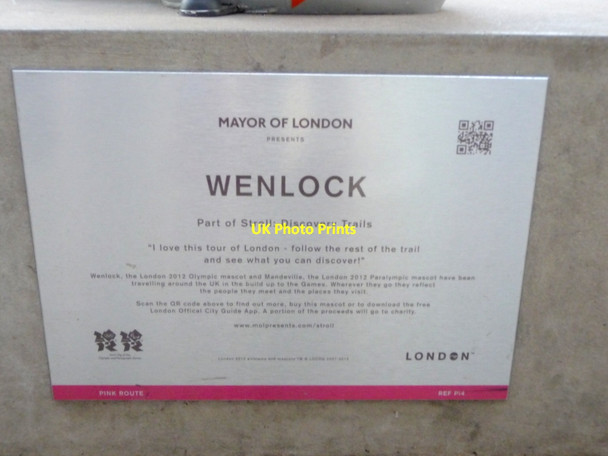 MAYOR OF LONDON
PRESENTS
WENLOCK
Part of Stroll: Discovery Trails
UK Photo Prints
"I love this tour of London - follow the rest of the trail
and see what you can discover!"
Wenlock, the London 2012 Olympic mascot and Mandeville, the London 2012 Paralympic mascot have been
travelling around the UK in the build up to the Games. Wherever they go they reflect
the people they meet and the places they visit.
Scan the QR code above to find out more, buy this mascot or to download the free
London Official City Guide App. A portion of the proceeds will go to charity.
www.molpresents.com/stroll
LONDON
PINK ROUTE
REF